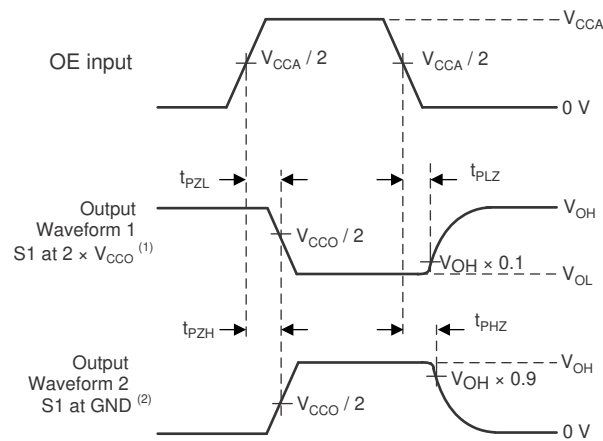 V_CCA
OE input
V_CCA / 2
V_CCA / 2
0 V
t_PZL
t_PLZ
Output
Waveform 1
S1 at 2 × V_CCO (1)
V_OH
V_CCO / 2
V_OH × 0.1
V_OL
t_PZH
t_PHZ
Output
Waveform 2
S1 at GND (2)
V_OH
V_OH × 0.9
V_CCO / 2
0 V